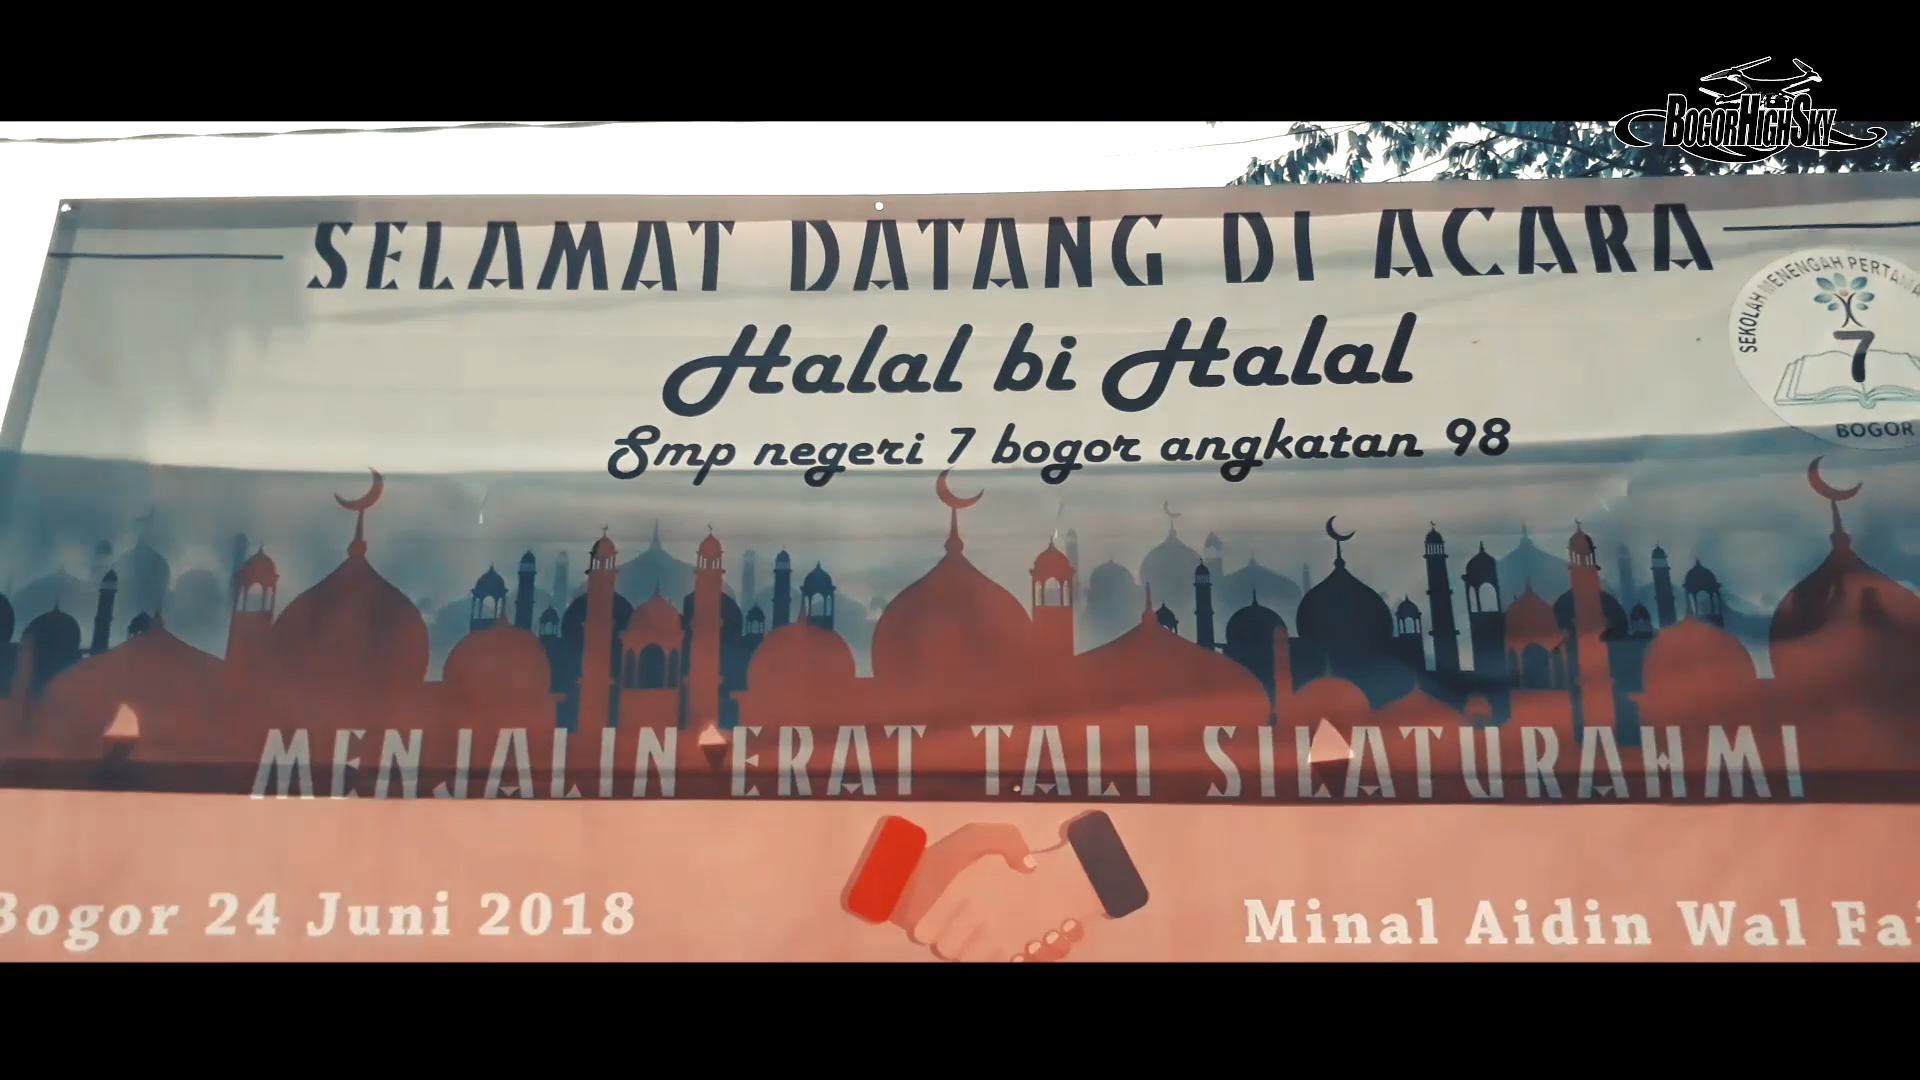 BOGORHIGHSKY
SELAMAT DATANG DI ACARA
Halal bi Halal
Smp negeri 7 bogor angkatan 98
SEKOLAH MENENGAH PERTAMA
7
BOGOR
MENJALIN ERAT TALI SILATURAHMI
Bogor 24 Juni 2018
Minal Aidin Wal